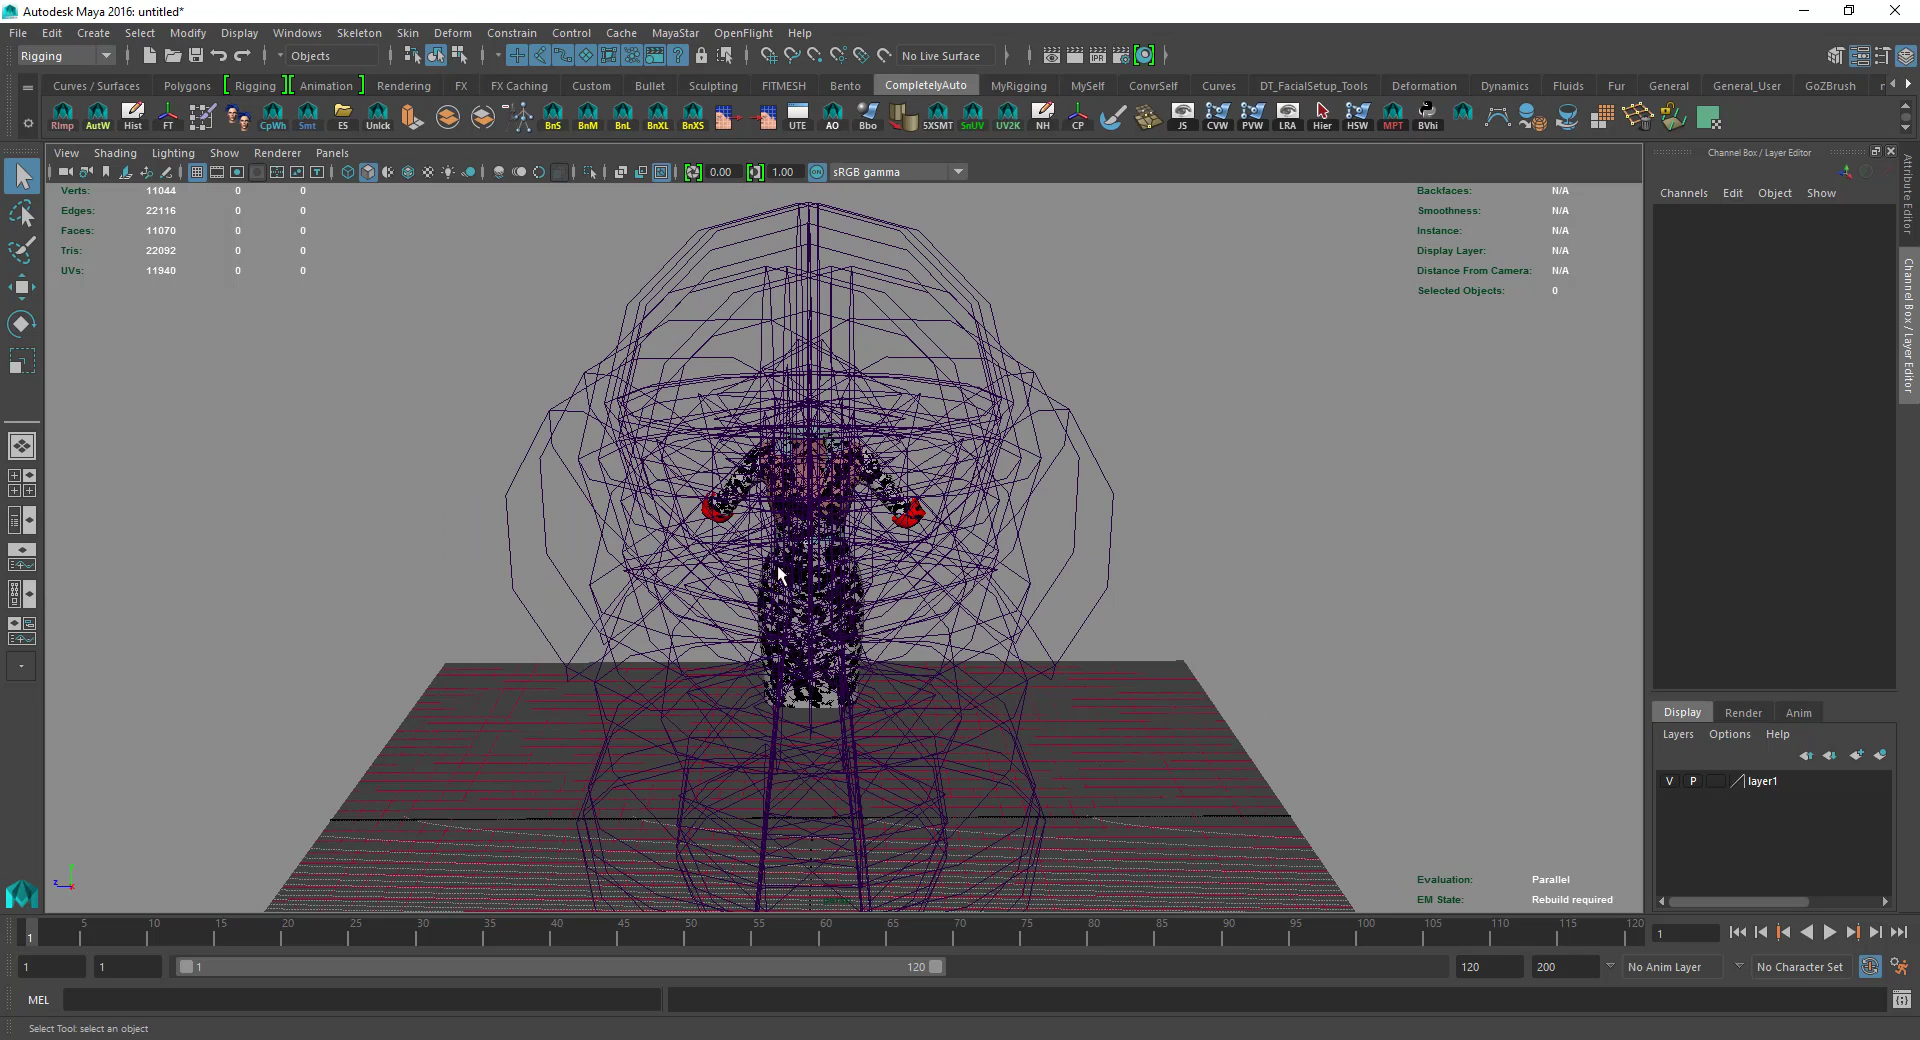 Autodesk Maya 2016: untitled*
File Edit Create Select Modify Display Windows Skeleton Skin Deform Constrain Control Cache MayaStar OpenFlight Help
Rigging Objects No Live Surface
Curves / Surfaces Polygons Rigging Animation Rendering FX FX Caching Custom Bullet Sculpting FITMESH Bento CompletelyAuto MyRigging MySelf ConvrSelf Curves DT_FacialSetup_Tools Deformation Dynamics Fluids Fur General General_User GoZBrush
RImp AutW Hist FT CpWh Smt ES Unlck BnS BnM BnL BnXL BnXS UTE AO Bbo 5XSMT SnUV UV2K NH CP JS CVW PVW LRA Hier HSW MPT BVhi
View Shading Lighting Show Renderer Panels
0.00 1.00 sRGB gamma
Channel Box / Layer Editor
Channels Edit Object Show
Attribute Editor
Channel Box / Layer Editor
Verts: 11044 0 0
Edges: 22116 0 0
Faces: 11070 0 0
Tris: 22092 0 0
UVs: 11940 0 0
Backfaces: N/A
Smoothness: N/A
Instance: N/A
Display Layer: N/A
Distance From Camera: N/A
Selected Objects: 0
Display Render Anim
Layers Options Help
V P layer1
Evaluation: Parallel
EM State: Rebuild required
1 5 10 15 20 25 30 35 40 45 50 55 60 65 70 75 80 85 90 95 100 105 110 115 120 1
1 1 1 120 120 200 No Anim Layer No Character Set
MEL
Select Tool: select an object